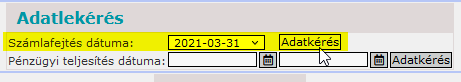 Adatlekérés
Számlafejtés dátuma: 2021-03-31 Adatkérés
Pénzügyi teljesítés dátuma: Adatkérés